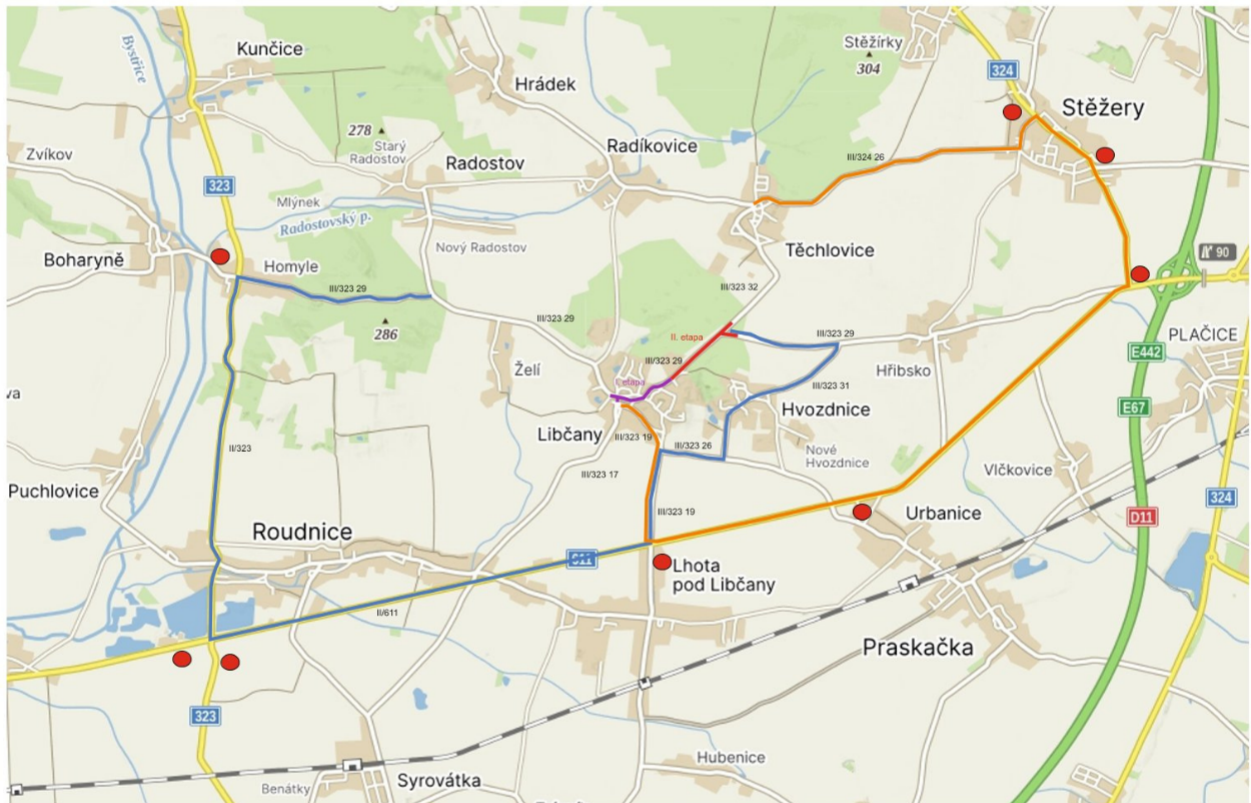 Kunčice
Bystřice
Hrádek
Stěžírky
304
324
Stěžery
278
Starý
Radostov
Radostov
Radíkovice
III/324 26
Zvíkov
323
Mlýnek
Radostovský p.
Nový Radostov
Těchlovice
90
Boharyně
Homyle
III/323 29
III/323 32
286
III/323 29
II. etapa
III/323 29
PLAČICE
E442
III/323 29
Želí
I.etapa
III/323 31
Hřibsko
va
Hvozdnice
E67
Libčany
III/323 19
III/323 26
Nové
Hvozdnice
II/323
III/323 17
Vlčkovice
Puchlovice
324
III/323 19
Urbanice
D11
Roudnice
611
Lhota
pod Libčany
II/611
Praskačka
323
Hubenice
Syrovátka
Benátky